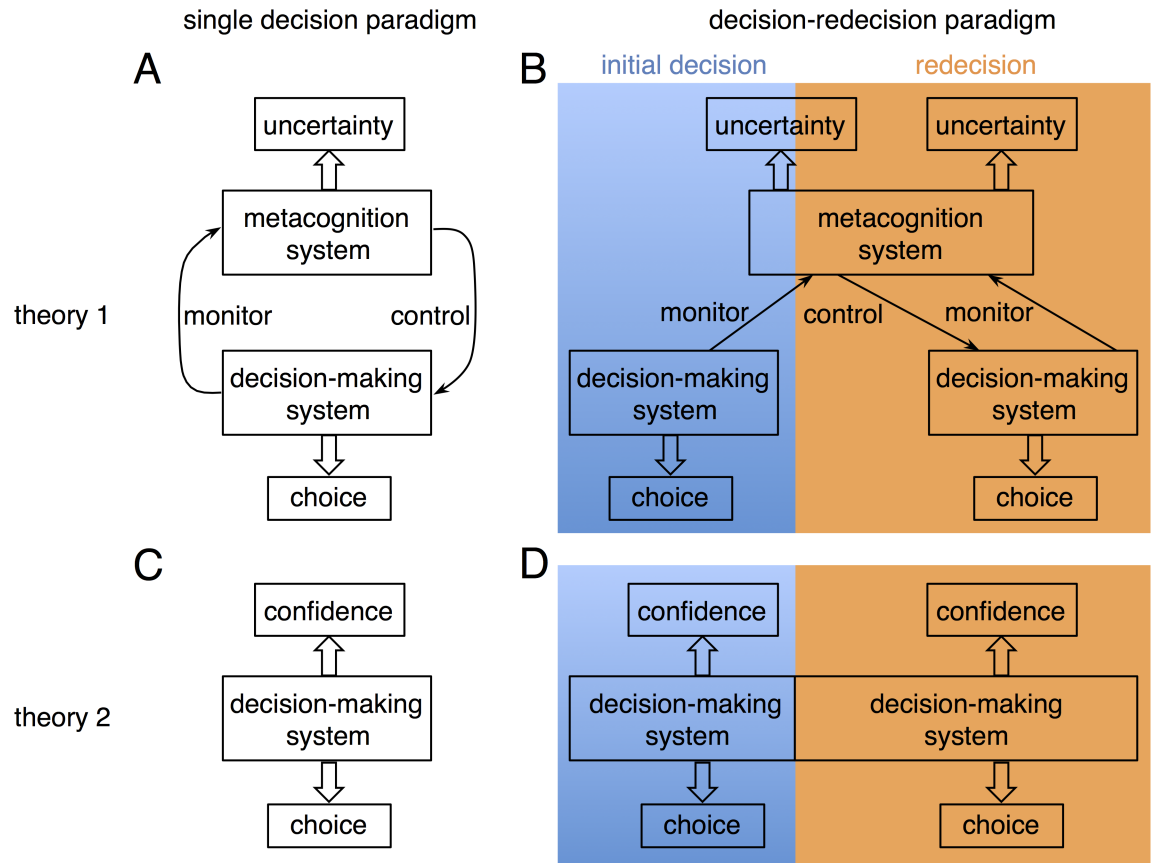 single decision paradigm
decision-redecision paradigm
A
B
initial decision
redecision
theory 1
uncertainty
metacognition
system
monitor
control
decision-making
system
choice
uncertainty
uncertainty
metacognition
system
monitor
control
monitor
decision-making
system
decision-making
system
choice
choice
C
D
theory 2
confidence
decision-making
system
choice
confidence
confidence
decision-making
system
decision-making
system
choice
choice